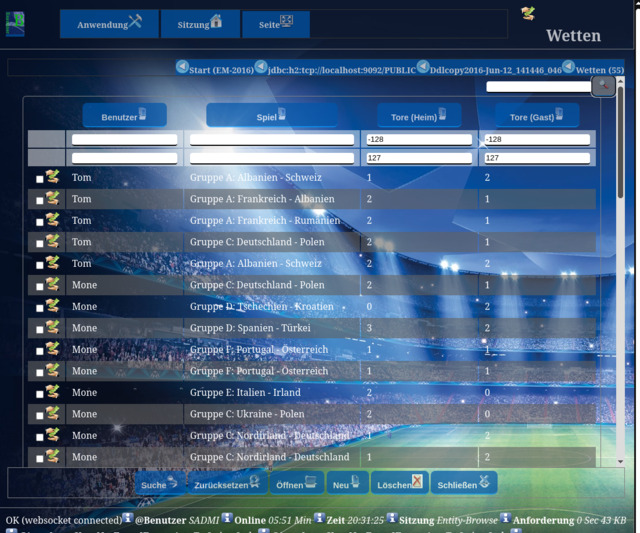 Anwendung Sitzung Seite
Wetten
Start (EM-2016) jdbc:h2:tcp://localhost:9092/PUBLIC Ddlcopy2016-Jun-12_141446_046 Wetten (55)
Benutzer Spiel Tore (Heim) Tore (Gast)
-128 -128
127 127
Tom Gruppe A: Albanien - Schweiz 1 2
Tom Gruppe A: Frankreich - Albanien 2 1
Tom Gruppe A: Frankreich - Rumänien 2 1
Tom Gruppe C: Deutschland - Polen 2 1
Tom Gruppe A: Albanien - Schweiz 2 2
Mone Gruppe C: Deutschland - Polen 2 1
Mone Gruppe D: Tschechien - Kroatien 0 2
Mone Gruppe D: Spanien - Türkei 3 2
Mone Gruppe F: Portugal - Österreich 1 1
Mone Gruppe F: Portugal - Österreich 1 1
Mone Gruppe E: Italien - Irland 2 0
Mone Gruppe C: Ukraine - Polen 2 0
Mone Gruppe C: Nordirland - Deutschland 1 2
Mone Gruppe C: Nordirland - Deutschland 1 2
Suche Zurücksetzen Öffnen Neu Löschen Schließen
OK (websocket connected) @Benutzer SADMI Online 05:51 Min Zeit 20:31:25 Sitzung Entity-Browse Anforderung 0 Sec 43 KB